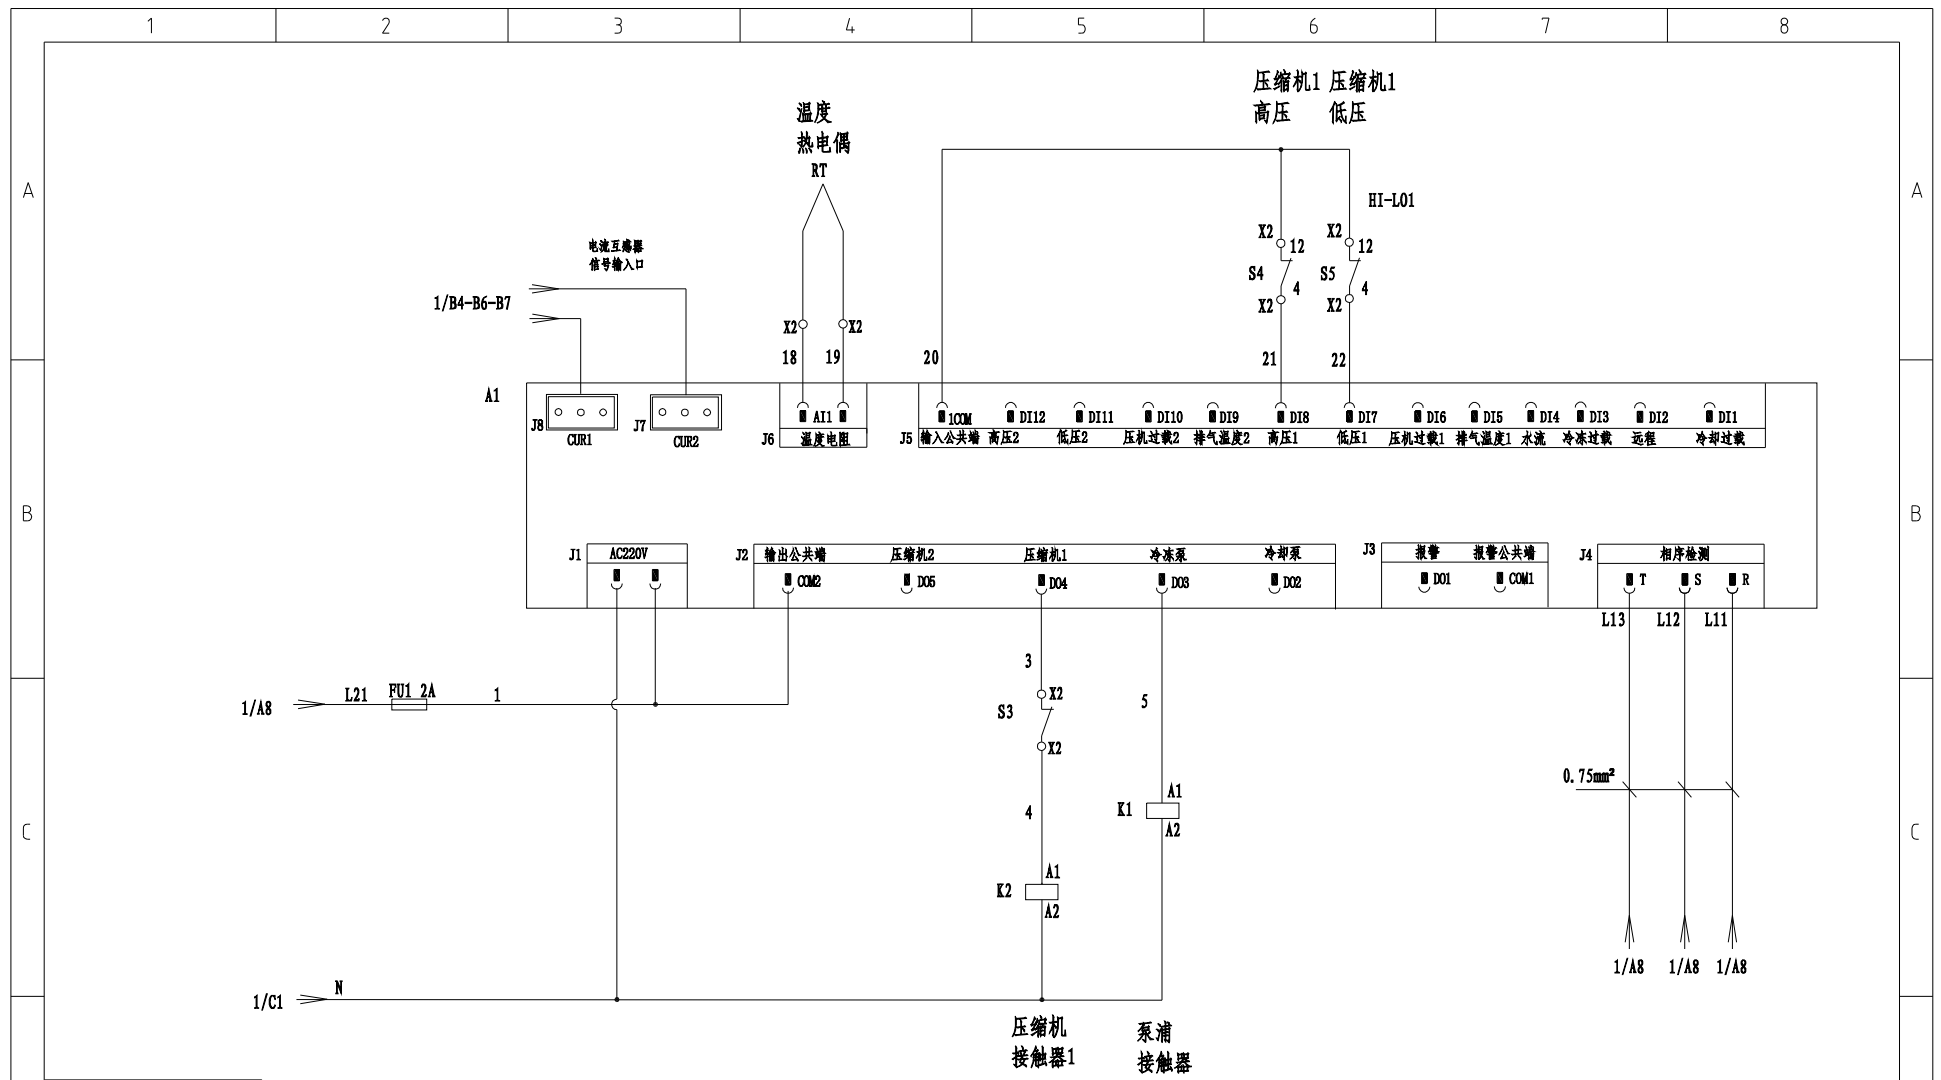 1 2 3 4 5 6 7 8
压缩机1 压缩机1
高压 低压
温度
热电偶
RT
A A
HI-LO1
X2 X2
12 12
S4 S5
4 4
X2 X2
电流互感器
信号输入口
1/B4-B6-B7
X2 X2
18 19 20 21 22
A1
J8 J7
CUR1 CUR2
AI1
J6 温度电阻
1COM DI12 DI11 DI10 DI9 DI8 DI7 DI6 DI5 DI4 DI3 DI2 DI1
J5 输入公共端 高压2 低压2 压机过载2 排气温度2 高压1 低压1 压机过载1 排气温度1 水流 冷冻过载 远程 冷却过载
B B
J1 AC220V
J2 输出公共端 压缩机2 压缩机1 冷冻泵 冷却泵
COM2 DO5 DO4 DO3 DO2
J3 报警 报警公共端
DO1 COM1
J4 相序检测
T S R
L13 L12 L11
3
X2
S3
X2
5
1/A8 L21 FU1 2A 1
0.75mm²
4
K1 A1
A2
C C
K2 A1
A2
1/A8 1/A8 1/A8
1/C1 N
压缩机
接触器1
泵浦
接触器